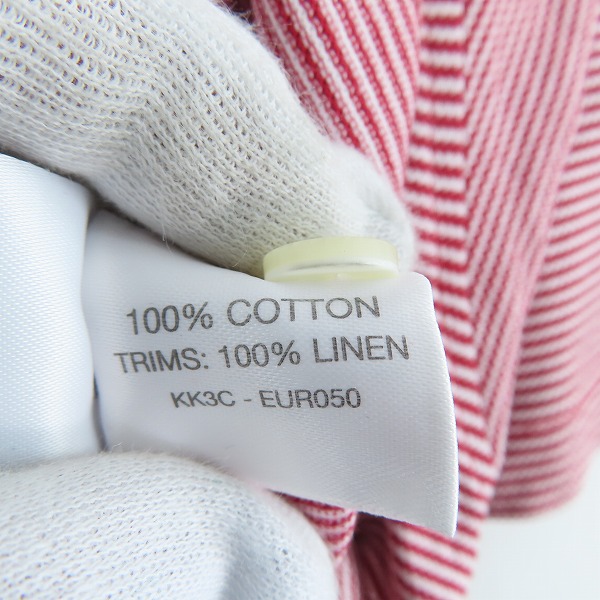 100% COTTON
TRIMS: 100% LINEN
KK3C - EUR050